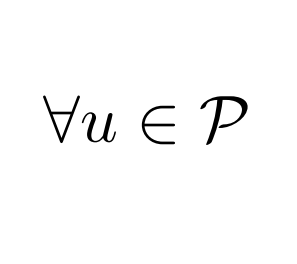 ∀u ∈ 𝒫